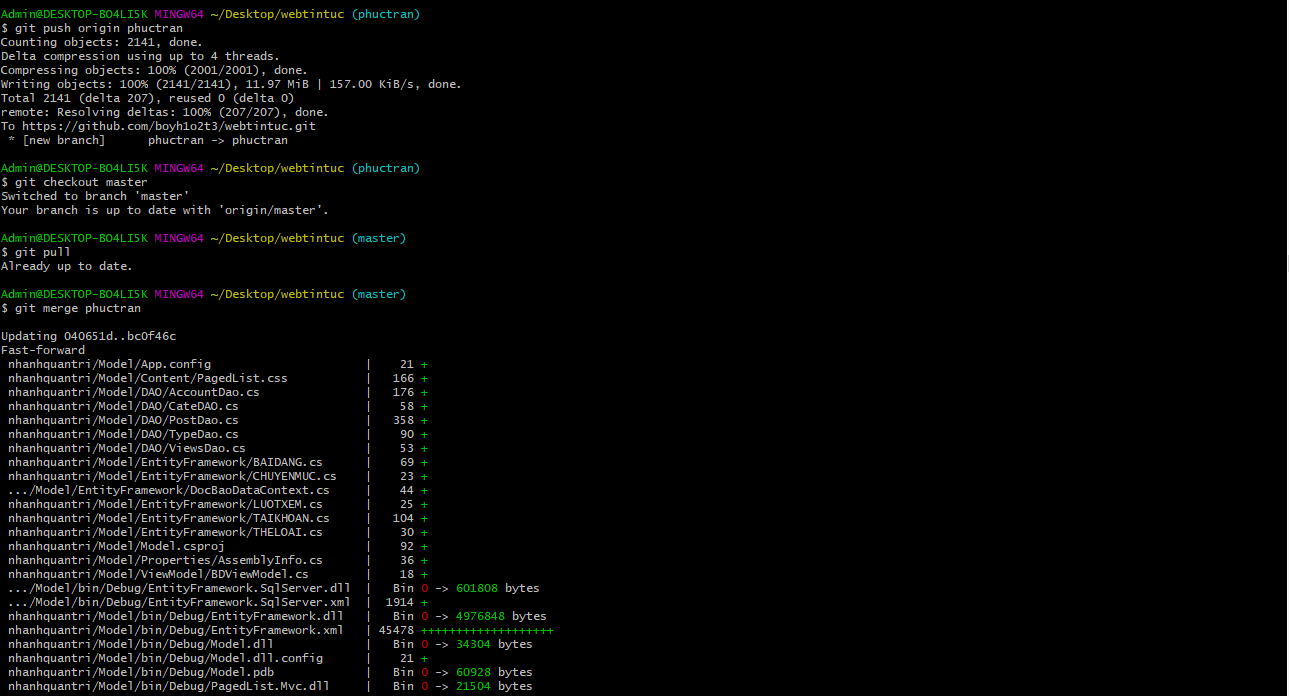 Admin@DESKTOP-BO4LI5K MINGW64 ~/Desktop/webtintuc (phuctran)
$ git push origin phuctran
Counting objects: 2141, done.
Delta compression using up to 4 threads.
Compressing objects: 100% (2001/2001), done.
Writing objects: 100% (2141/2141), 11.97 MiB | 157.00 KiB/s, done.
Total 2141 (delta 207), reused 0 (delta 0)
remote: Resolving deltas: 100% (207/207), done.
To https://github.com/boyh1o2t3/webtintuc.git
 * [new branch]      phuctran -> phuctran
Admin@DESKTOP-BO4LI5K MINGW64 ~/Desktop/webtintuc (phuctran)
$ git checkout master
Switched to branch 'master'
Your branch is up to date with 'origin/master'.
Admin@DESKTOP-BO4LI5K MINGW64 ~/Desktop/webtintuc (master)
$ git pull
Already up to date.
Admin@DESKTOP-BO4LI5K MINGW64 ~/Desktop/webtintuc (master)
$ git merge phuctran
Updating 040651d..bc0f46c
Fast-forward
 nhanhquantri/Model/App.config                      |    21 +
 nhanhquantri/Model/Content/PagedList.css           |   166 +
 nhanhquantri/Model/DAO/AccountDao.cs               |   176 +
 nhanhquantri/Model/DAO/CateDAO.cs                  |    58 +
 nhanhquantri/Model/DAO/PostDao.cs                  |   358 +
 nhanhquantri/Model/DAO/TypeDao.cs                  |    90 +
 nhanhquantri/Model/DAO/ViewsDao.cs                 |    53 +
 nhanhquantri/Model/EntityFramework/BAIDANG.cs      |    69 +
 nhanhquantri/Model/EntityFramework/CHUYENMUC.cs    |    23 +
 .../Model/EntityFramework/DocBaoDataContext.cs     |    44 +
 nhanhquantri/Model/EntityFramework/LUOTXEM.cs      |    25 +
 nhanhquantri/Model/EntityFramework/TAIKHOAN.cs     |   104 +
 nhanhquantri/Model/EntityFramework/THELOAI.cs      |    30 +
 nhanhquantri/Model/Model.csproj                    |    92 +
 nhanhquantri/Model/Properties/AssemblyInfo.cs      |    36 +
 nhanhquantri/Model/ViewModel/BDViewModel.cs        |    18 +
 .../Model/bin/Debug/EntityFramework.SqlServer.dll  |   Bin 0 -> 601808 bytes
 .../Model/bin/Debug/EntityFramework.SqlServer.xml  |  1914 +
 nhanhquantri/Model/bin/Debug/EntityFramework.dll   |   Bin 0 -> 4976848 bytes
 nhanhquantri/Model/bin/Debug/EntityFramework.xml   | 45478 +++++++++++++++++++
 nhanhquantri/Model/bin/Debug/Model.dll             |   Bin 0 -> 34304 bytes
 nhanhquantri/Model/bin/Debug/Model.dll.config      |    21 +
 nhanhquantri/Model/bin/Debug/Model.pdb             |   Bin 0 -> 60928 bytes
 nhanhquantri/Model/bin/Debug/PagedList.Mvc.dll     |   Bin 0 -> 21504 bytes